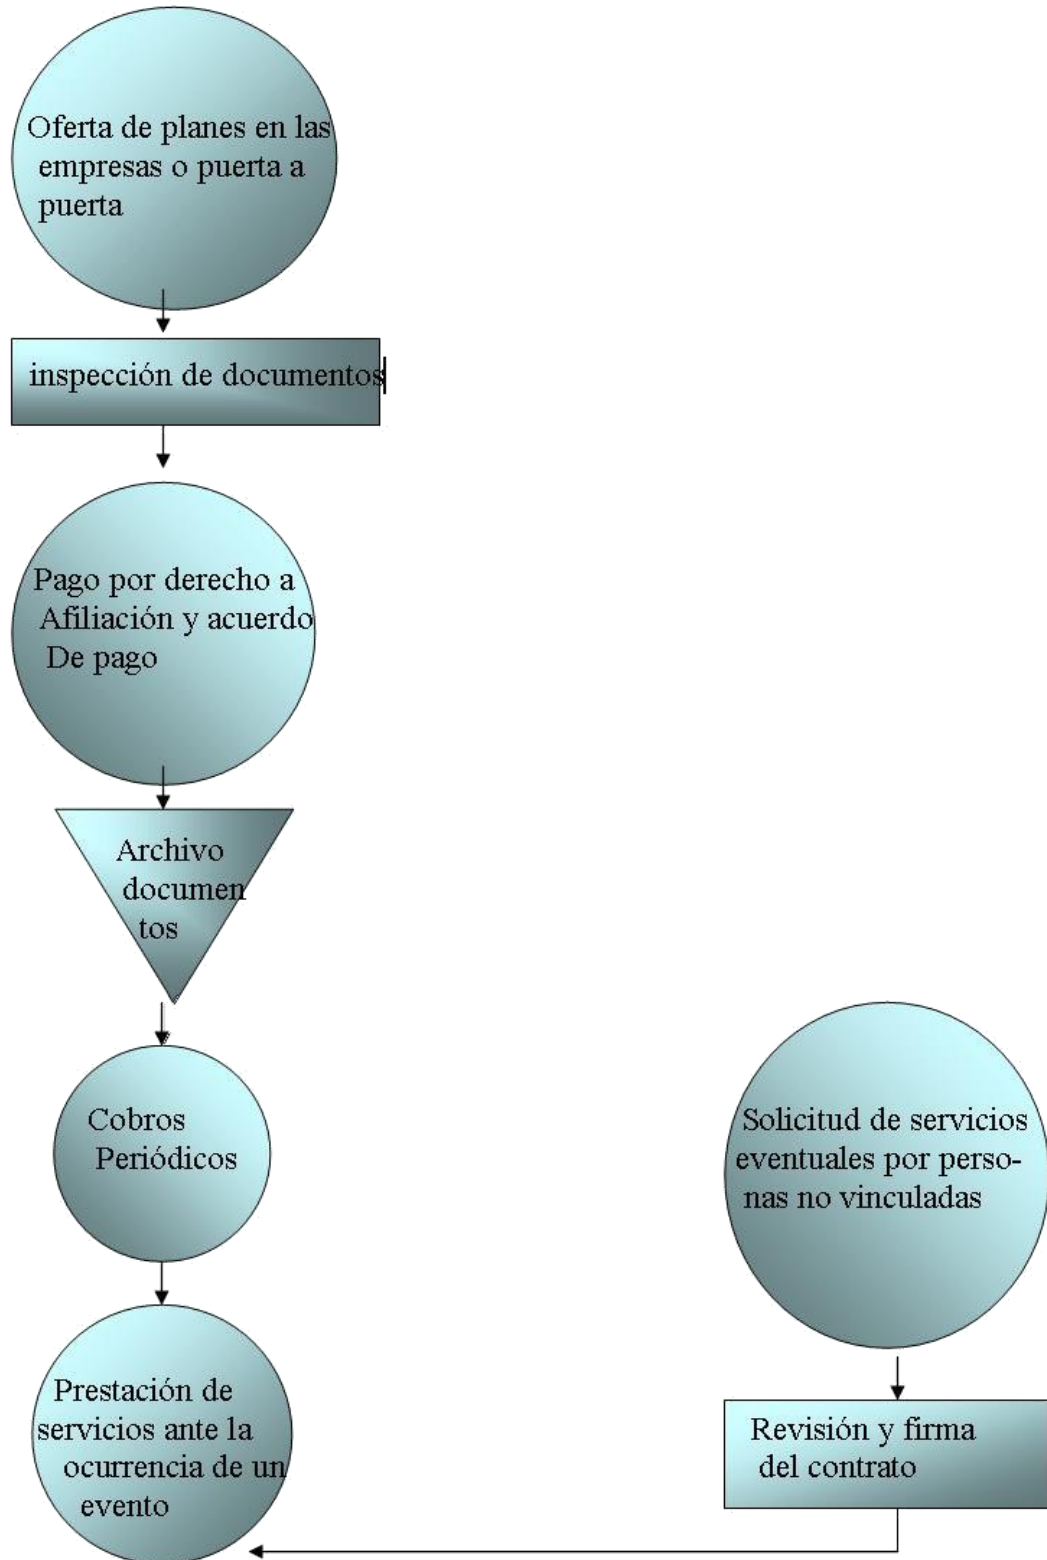 Oferta de planes en las
empresas o puerta a
puerta
inspección de documentos
Pago por derecho a
Afiliación y acuerdo
De pago
Archivo
documen
tos
Cobros
Periódicos
Prestación de
servicios ante la
ocurrencia de un
evento
Solicitud de servicios
eventuales por perso-
nas no vinculadas
Revisión y firma
del contrato